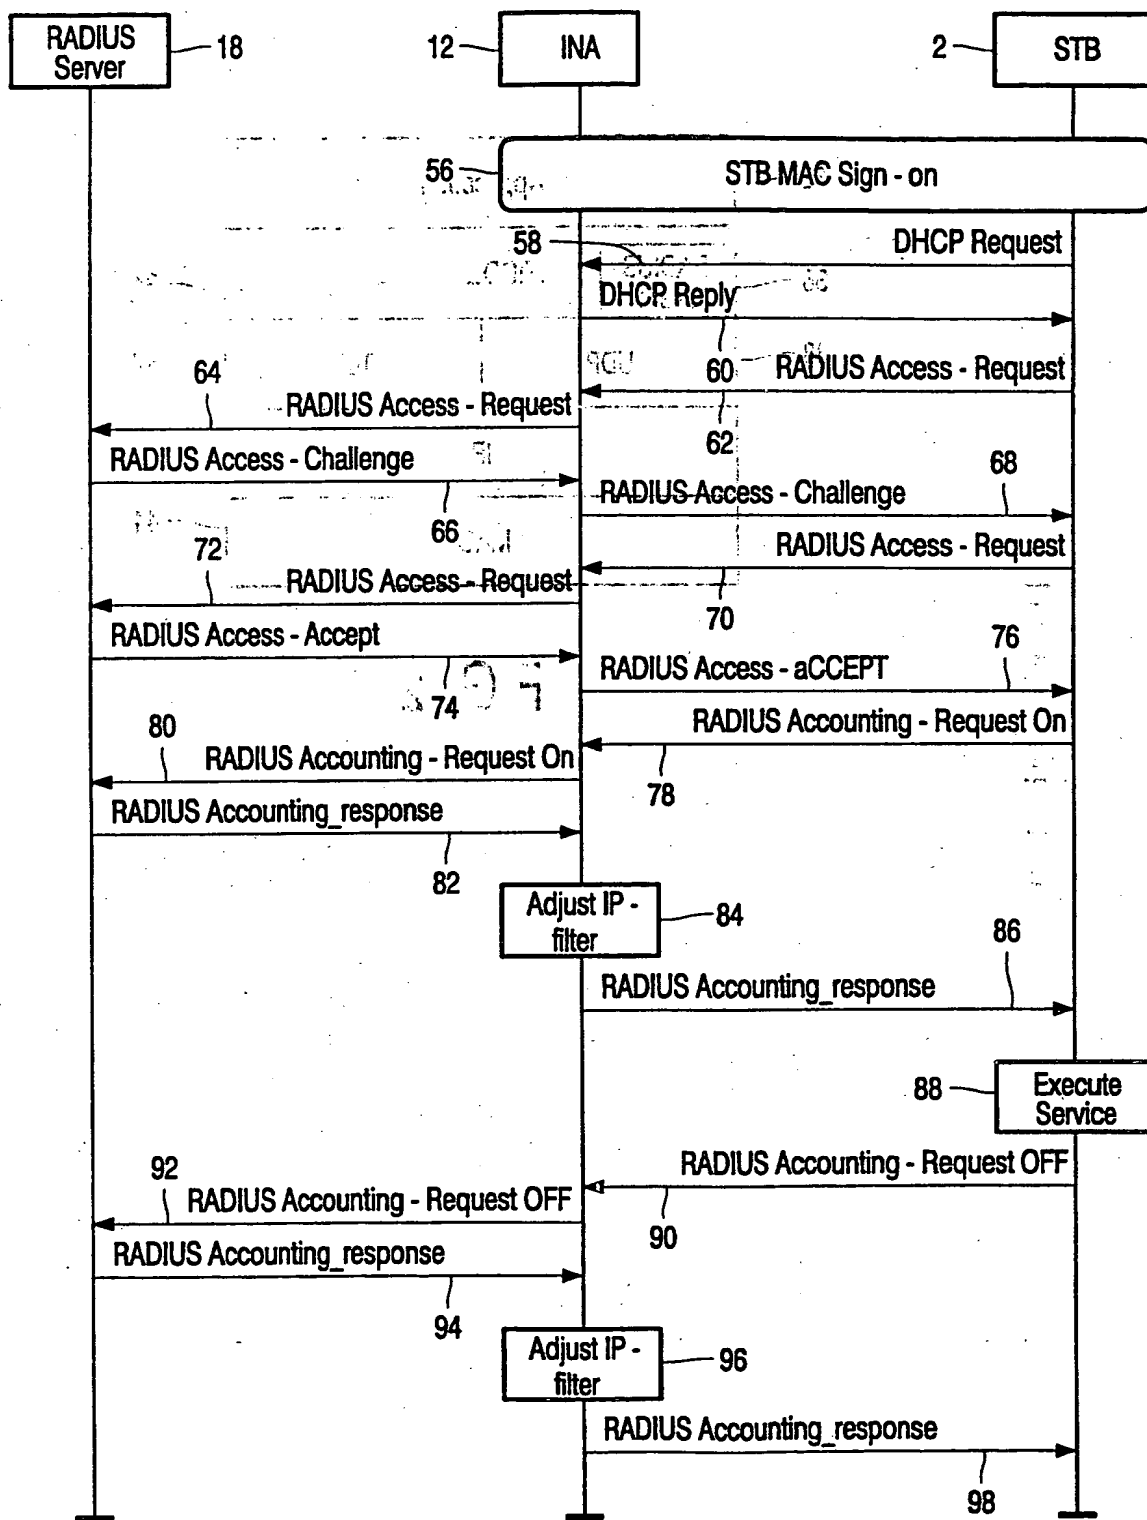 RADIUS
Server
18
12
INA
2
STB
56
STB MAC Sign - on
58
DHCP Request
DHCP Reply
60
RADIUS Access - Request
62
64
RADIUS Access - Request
RADIUS Access - Challenge
66
RADIUS Access - Challenge
68
RADIUS Access - Request
70
72
RADIUS Access - Request
RADIUS Access - Accept
74
RADIUS Access - aCCEPT
76
RADIUS Accounting - Request On
78
80
RADIUS Accounting - Request On
RADIUS Accounting_response
82
Adjust IP -
filter
84
86
RADIUS Accounting_response
88
Execute
Service
RADIUS Accounting - Request OFF
90
92
RADIUS Accounting - Request OFF
RADIUS Accounting_response
94
Adjust IP -
filter
96
RADIUS Accounting_response
98